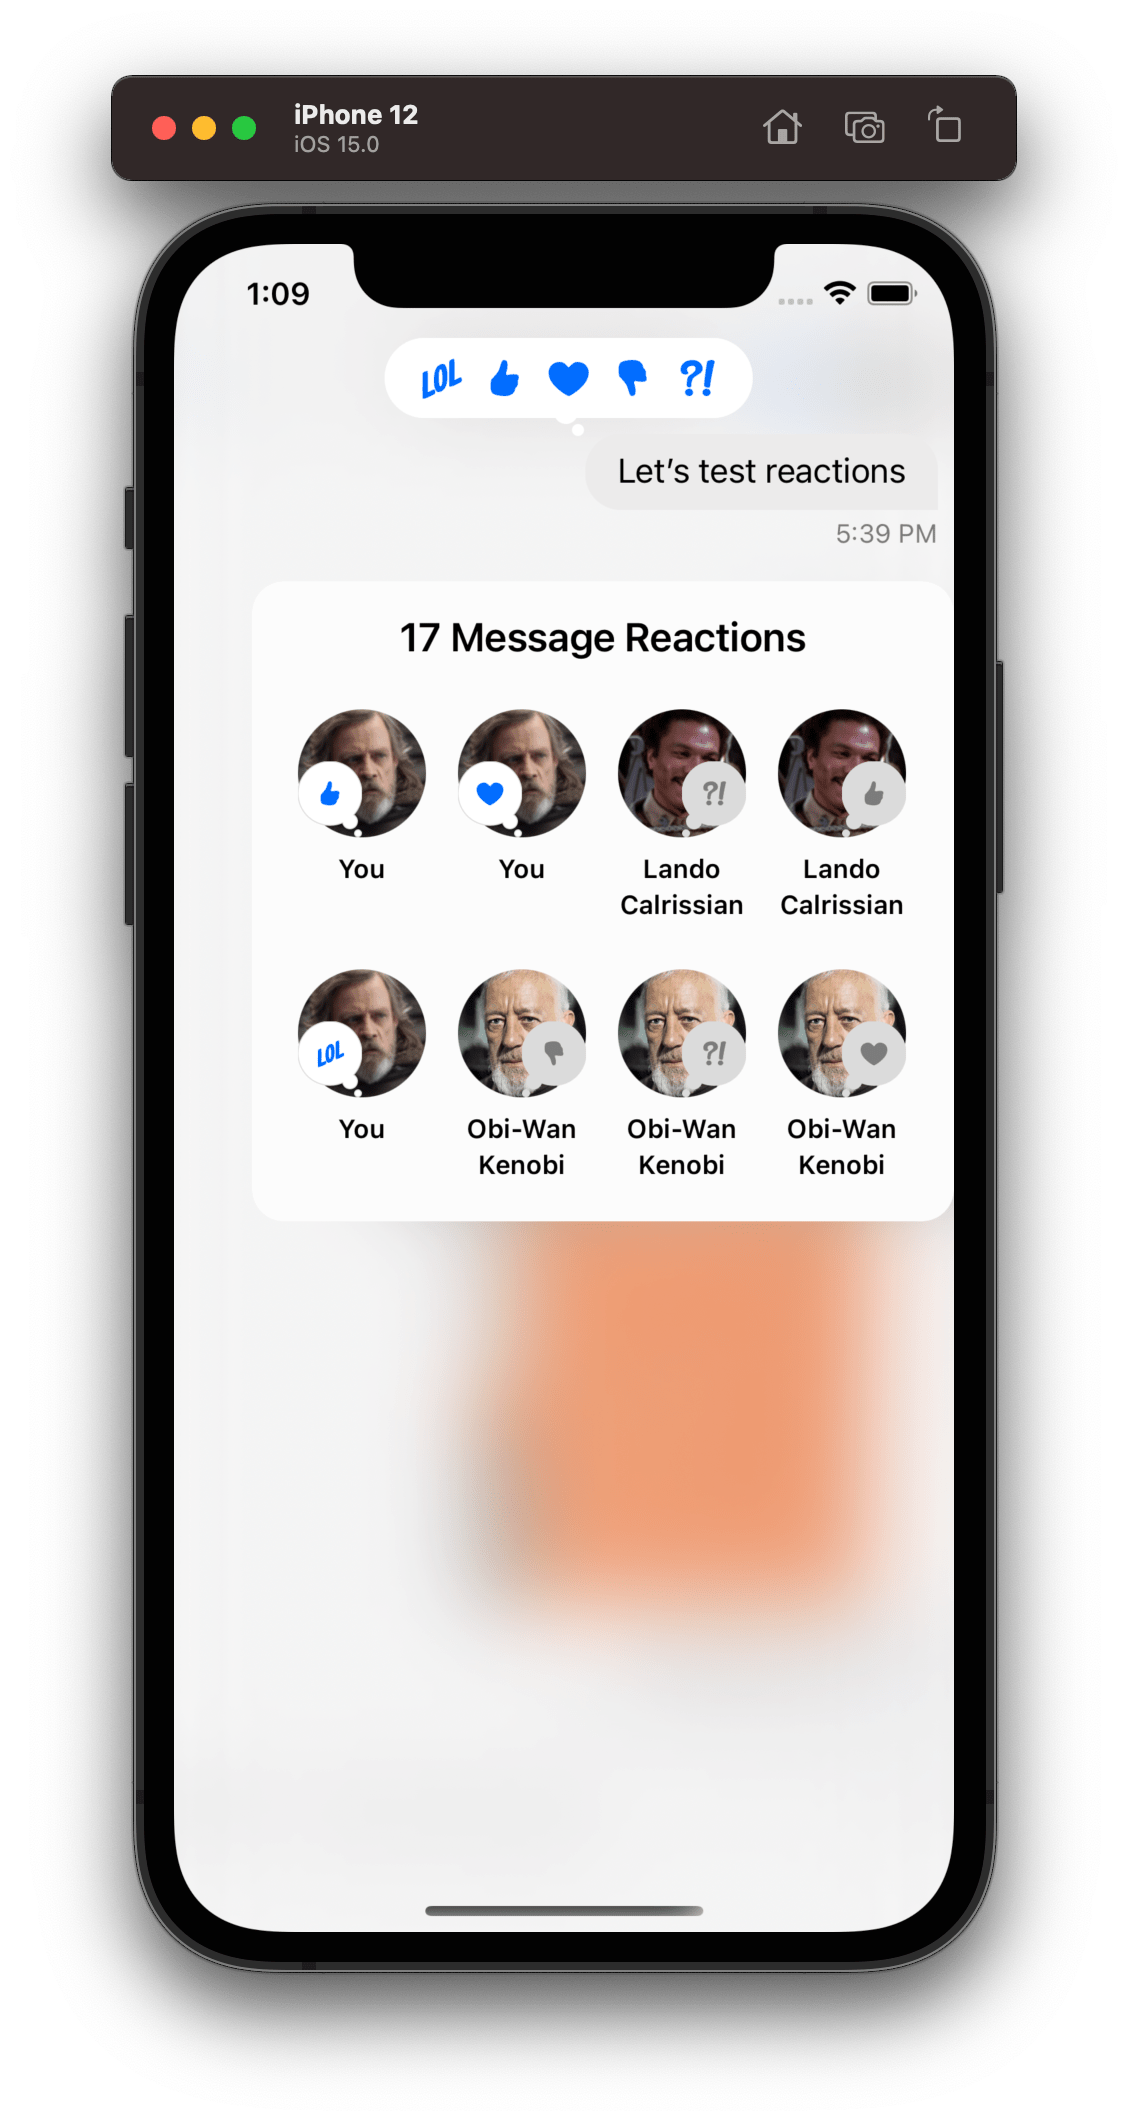 iPhone 12
iOS 15.0
1:09
LOL ?!
Let’s test reactions
5:39 PM
17 Message Reactions
?!
You You Lando Lando
Calrissian Calrissian
LOL ?!
You Obi-Wan Obi-Wan Obi-Wan
Kenobi Kenobi Kenobi